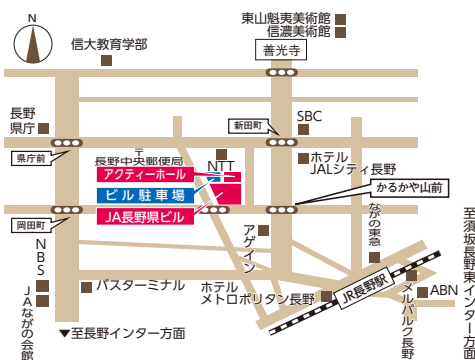 N
東山魁夷美術館
信濃美術館
信大教育学部
善光寺
長野
県庁
SBC
新田町
県庁前
〒
長野中央郵便局
NTT
ホテル
JALシティ長野
アクティーホール
ビル駐車場
かるかや山前
JA長野県ビル
岡田町
アゲイン
ながの東急
至須坂長野東インター方面
NBS
JAながの会館
バスターミナル
ホテル
メトロポリタン長野
JR長野駅
メルパルク長野
ABN
▼至長野インター方面